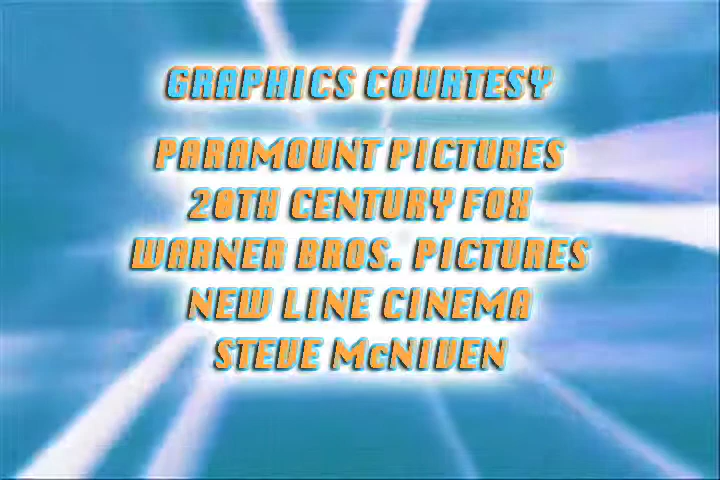 GRAPHICS COURTESY
PARAMOUNT PICTURES
20TH CENTURY FOX
WARNER BROS. PICTURES
NEW LINE CINEMA
STEVE McNIVEN